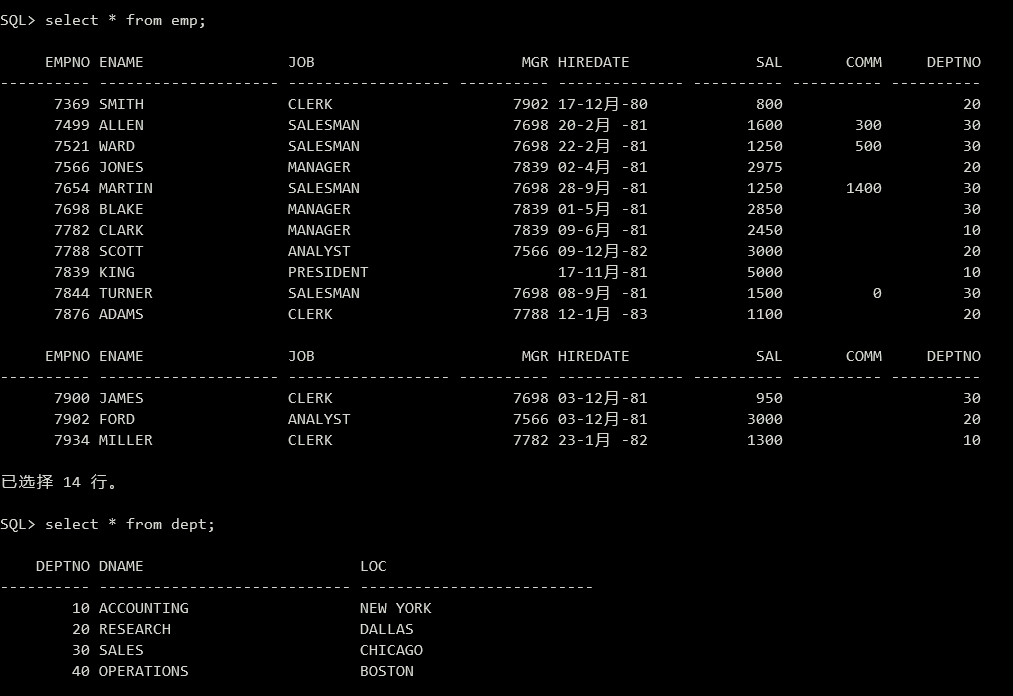 SQL> select * from emp;
     EMPNO ENAME                JOB                       MGR HIREDATE              SAL       COMM     DEPTNO
---------- -------------------- ------------------ ---------- -------------- ---------- ---------- ----------
      7369 SMITH                CLERK                    7902 17-12月-80            800                    20
      7499 ALLEN                SALESMAN                 7698 20-2月 -81           1600        300         30
      7521 WARD                 SALESMAN                 7698 22-2月 -81           1250        500         30
      7566 JONES                MANAGER                  7839 02-4月 -81           2975                    20
      7654 MARTIN               SALESMAN                 7698 28-9月 -81           1250       1400         30
      7698 BLAKE                MANAGER                  7839 01-5月 -81           2850                    30
      7782 CLARK                MANAGER                  7839 09-6月 -81           2450                    10
      7788 SCOTT                ANALYST                  7566 09-12月-82           3000                    20
      7839 KING                 PRESIDENT                     17-11月-81           5000                    10
      7844 TURNER               SALESMAN                 7698 08-9月 -81           1500          0         30
      7876 ADAMS                CLERK                    7788 12-1月 -83           1100                    20
     EMPNO ENAME                JOB                       MGR HIREDATE              SAL       COMM     DEPTNO
---------- -------------------- ------------------ ---------- -------------- ---------- ---------- ----------
      7900 JAMES                CLERK                    7698 03-12月-81            950                    30
      7902 FORD                 ANALYST                  7566 03-12月-81           3000                    20
      7934 MILLER               CLERK                    7782 23-1月 -82           1300                    10
已选择 14 行。
SQL> select * from dept;
    DEPTNO DNAME                        LOC
---------- ---------------------------- --------------------------
        10 ACCOUNTING                   NEW YORK
        20 RESEARCH                     DALLAS
        30 SALES                        CHICAGO
        40 OPERATIONS                   BOSTON